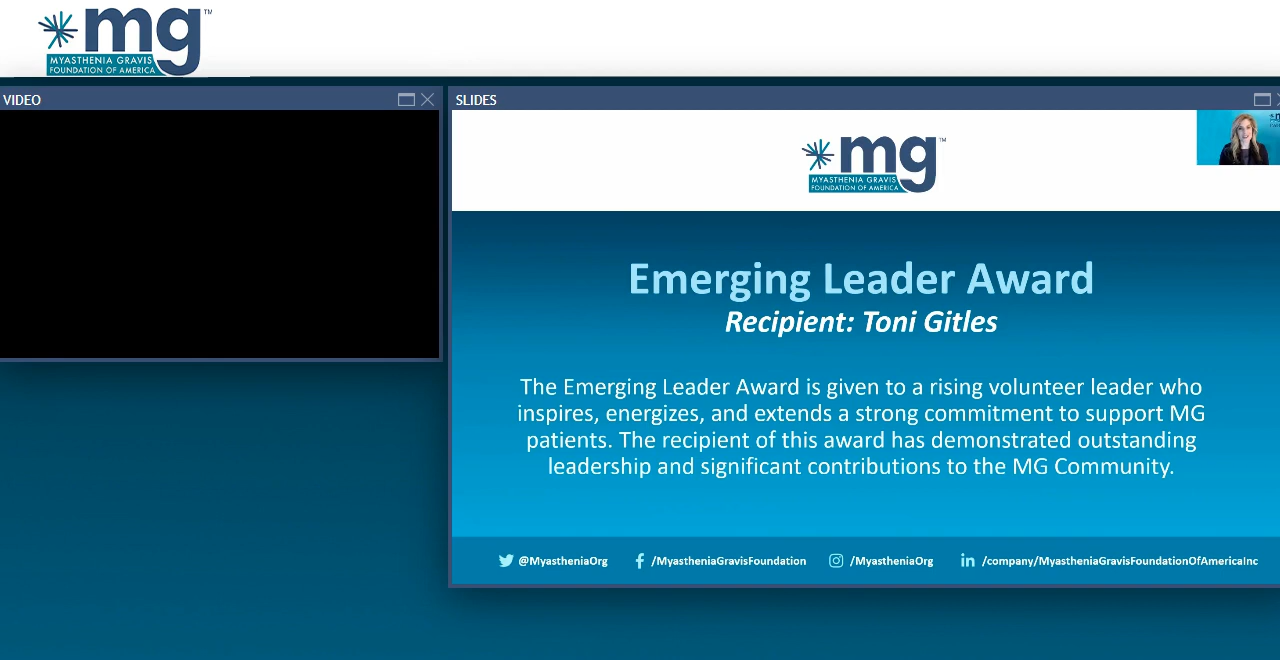 mg™
MYASTHENIA GRAVIS
FOUNDATION OF AMERICA
VIDEO
SLIDES
mg™
MYASTHENIA GRAVIS
FOUNDATION OF AMERICA
Emerging Leader Award
Recipient: Toni Gitles
The Emerging Leader Award is given to a rising volunteer leader who
inspires, energizes, and extends a strong commitment to support MG
patients. The recipient of this award has demonstrated outstanding
leadership and significant contributions to the MG Community.
@MyastheniaOrg /MyastheniaGravisFoundation /MyastheniaOrg /company/MyastheniaGravisFoundationOfAmericaInc